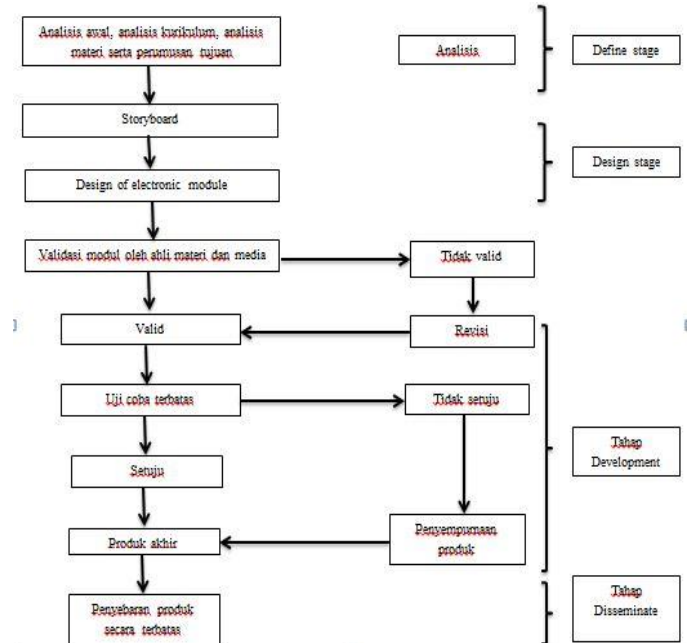 Analisis awal, analisis kurikulum, analisis
materi serta perumusan tujuan
Analisis
Define stage
Storyboard
Design stage
Design of electronic module
Validasi modul oleh ahli materi dan media
Tidak valid
Valid
Revisi
Uji coba terbatas
Tidak setuju
Tahap
Development
Setuju
Produk akhir
Penyempurnaan
produk
Penyebaran produk
secara terbatas
Tahap
Disseminate